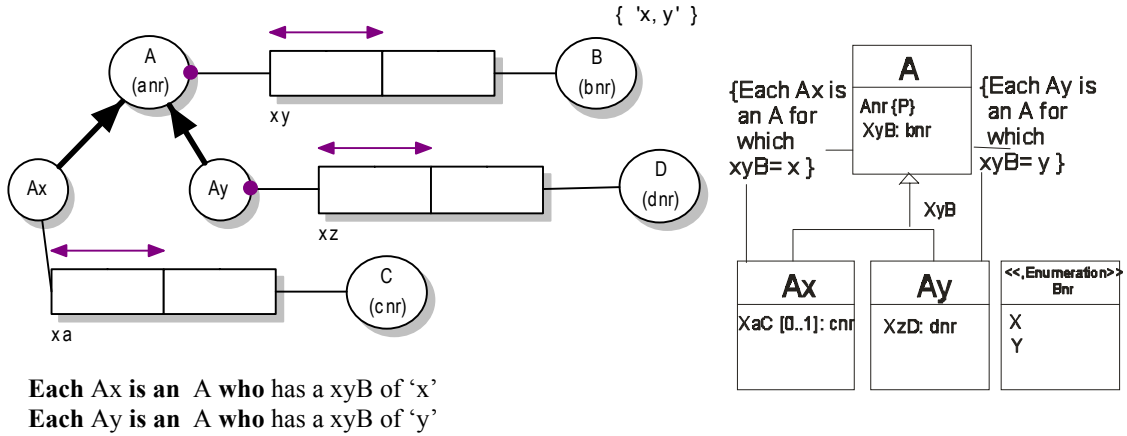 { 'x, y' }
A
(anr)
B
(bnr)
xy
Ax
Ay
D
(dnr)
xz
C
(cnr)
xa
Each Ax is an A who has a xyB of ‘x’
Each Ay is an A who has a xyB of ‘y’
{Each Ax is
an A for
which
xyB= x }
A
Anr {P}
XyB: bnr
{Each Ay is
an A for
which
xyB= y }
XyB
Ax
XaC [0..1]: cnr
Ay
XzD: dnr
<<,Enumeration>>
Bnr
X
Y